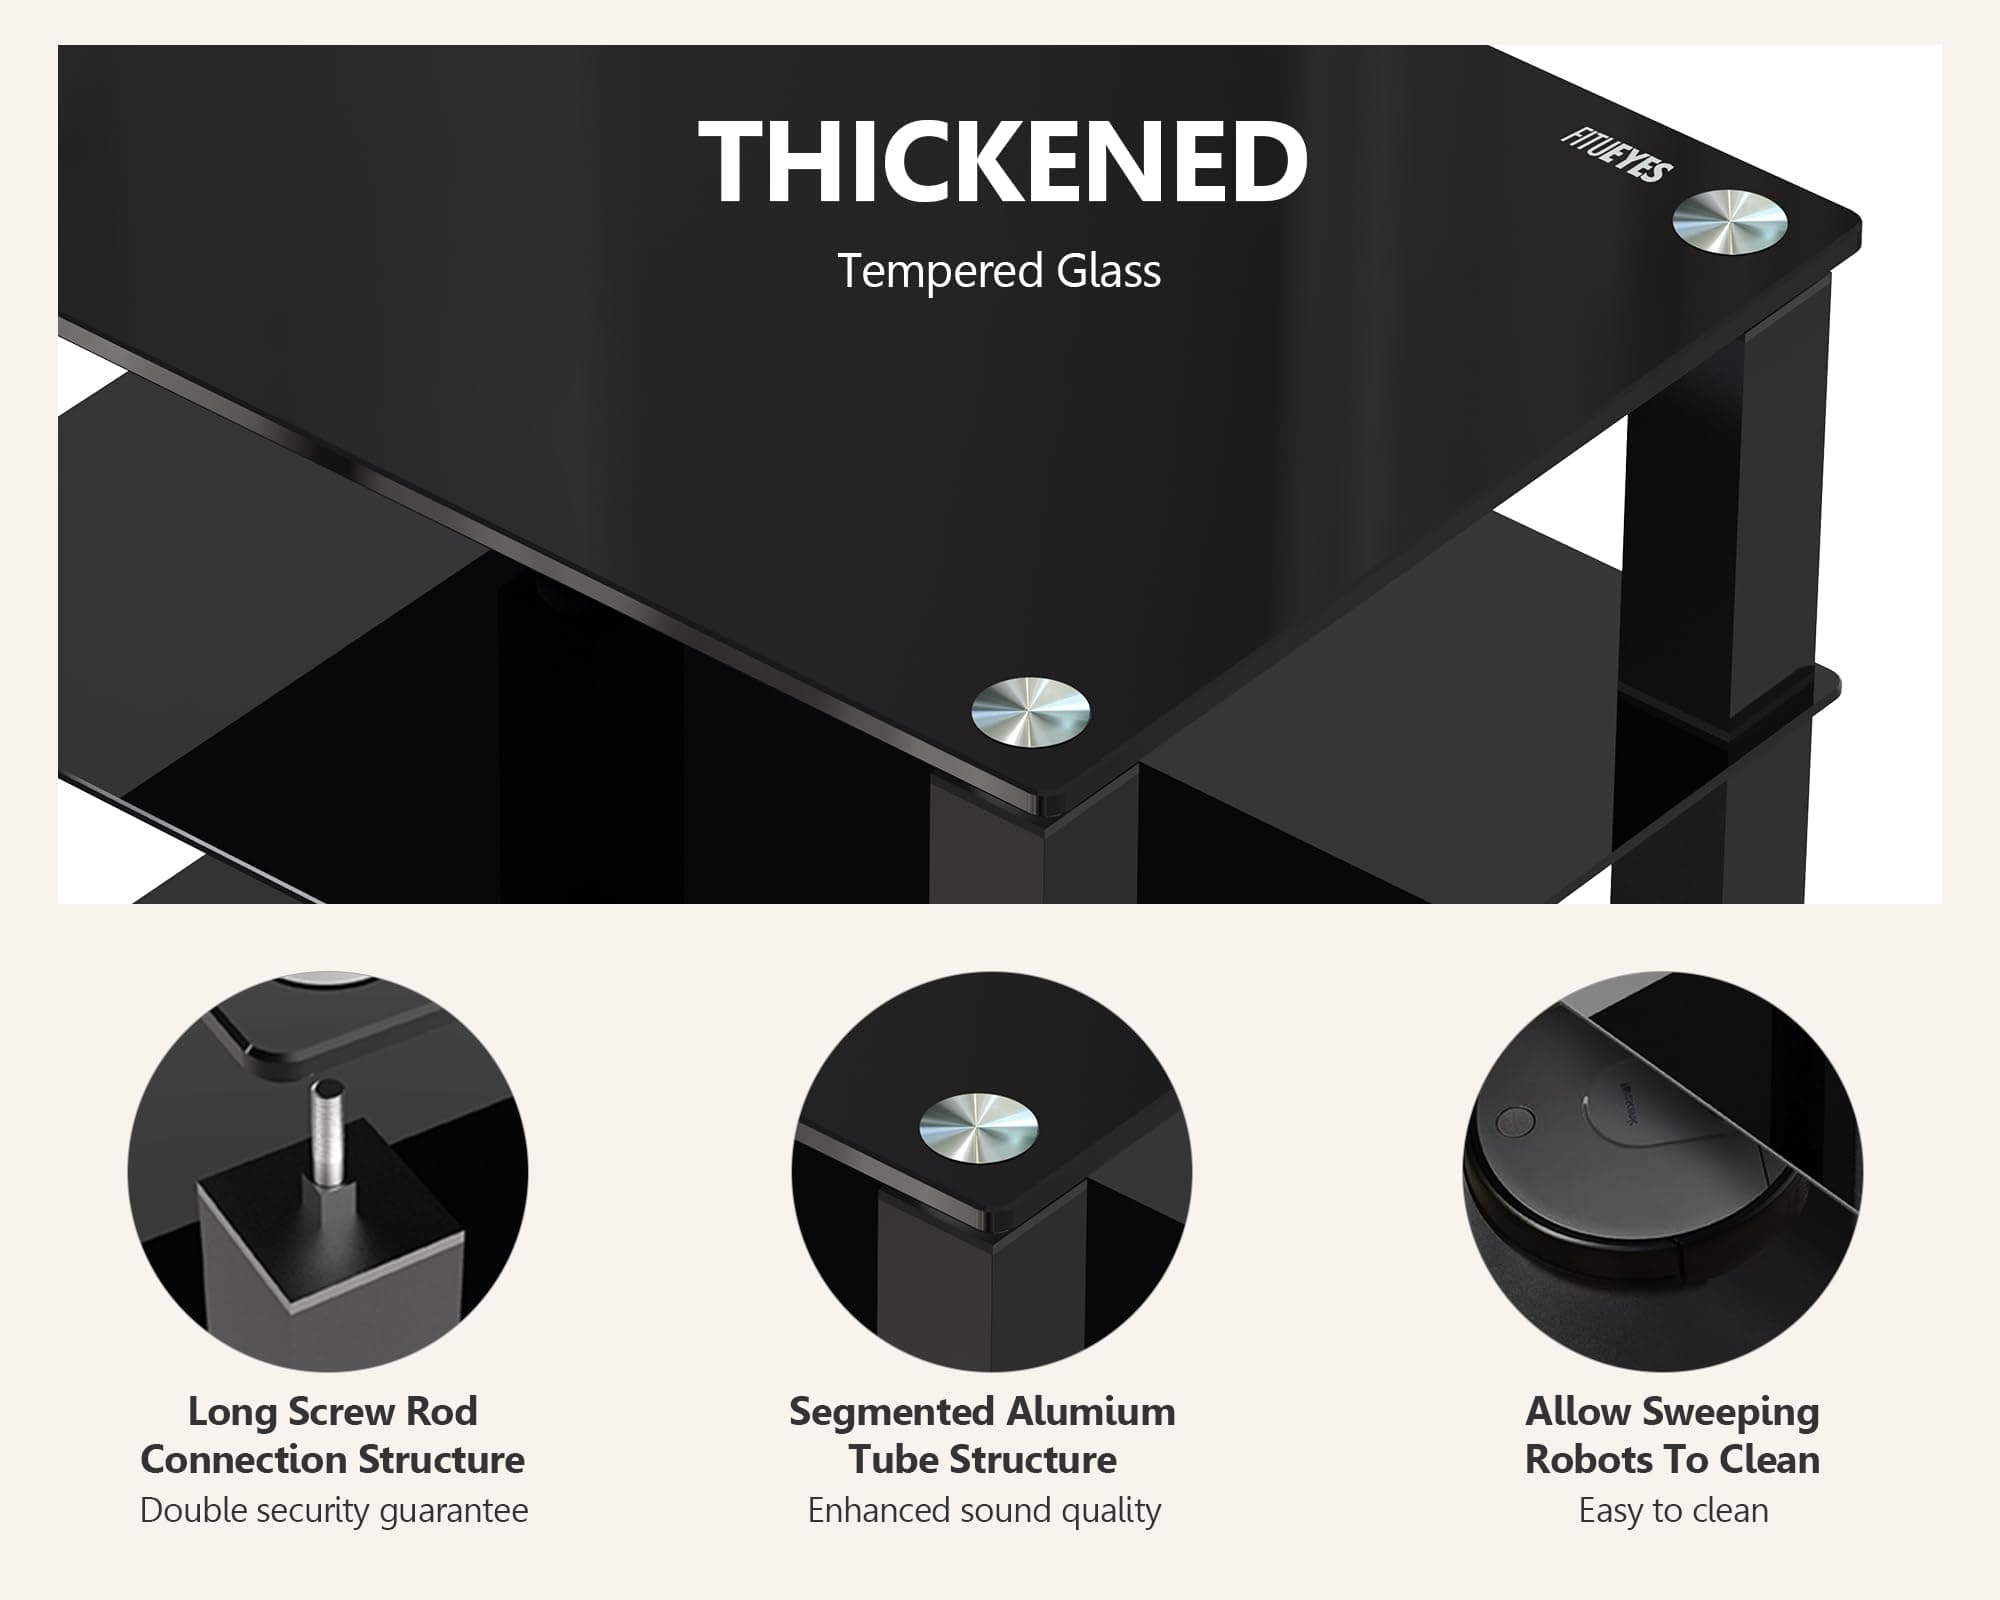 THICKENED
Tempered Glass
FITUEYES
Long Screw Rod
Connection Structure
Double security guarantee
Segmented Alumium
Tube Structure
Enhanced sound quality
Allow Sweeping
Robots To Clean
Easy to clean